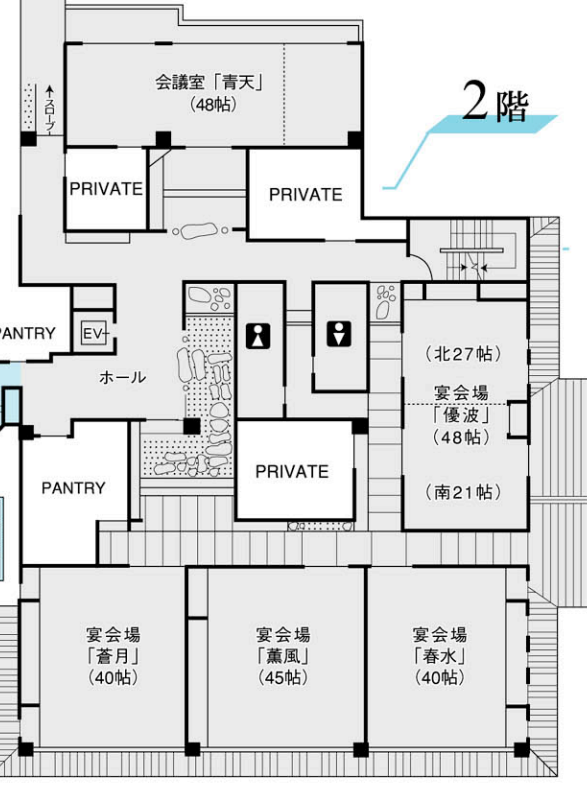 会議室「青天」
(48帖)
2階
←スロープ
PRIVATE
PRIVATE
PANTRY
EV
ホール
(北27帖)
宴会場
「優波」
(48帖)
(南21帖)
PRIVATE
PANTRY
宴会場
「蒼月」
(40帖)
宴会場
「薫風」
(45帖)
宴会場
「春水」
(40帖)